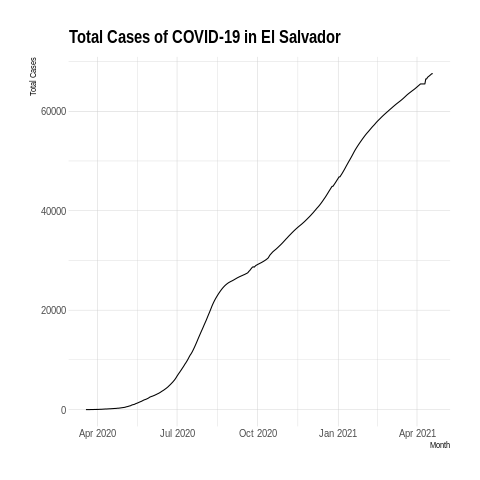 Total Cases of COVID-19 in El Salvador
Total Cases
60000
40000
20000
0
Apr 2020 Jul 2020 Oct 2020 Jan 2021 Apr 2021
Month